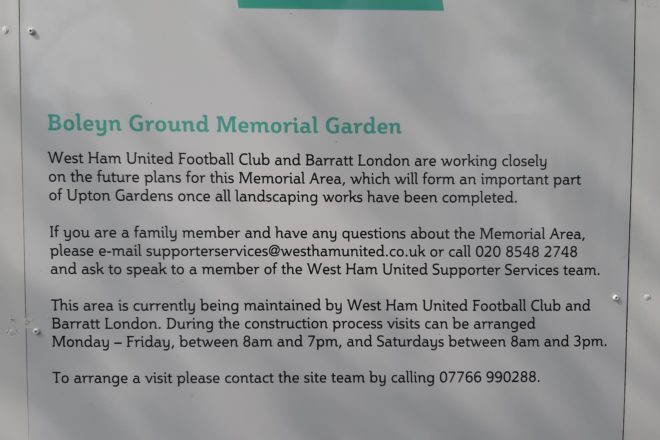 Boleyn Ground Memorial Garden
West Ham United Football Club and Barratt London are working closely
on the future plans for this Memorial Area, which will form an important part
of Upton Gardens once all landscaping works have been completed.
If you are a family member and have any questions about the Memorial Area,
please e-mail supporterservices@westhamunited.co.uk or call 020 8548 2748
and ask to speak to a member of the West Ham United Supporter Services team.
This area is currently being maintained by West Ham United Football Club and
Barratt London. During the construction process visits can be arranged
Monday – Friday, between 8am and 7pm, and Saturdays between 8am and 3pm.
To arrange a visit please contact the site team by calling 07766 990288.